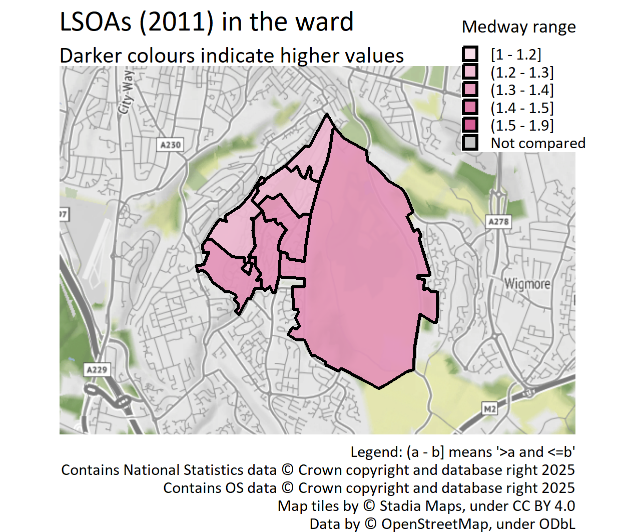 LSOAs (2011) in the ward
Darker colours indicate higher values
Medway range
[1 - 1.2]
(1.2 - 1.3]
(1.3 - 1.4]
(1.4 - 1.5]
(1.5 - 1.9]
Not compared
City Way
A230
97
A278
Wigmore
A229
M2
Legend: (a - b] means '>a and <=b'
Contains National Statistics data © Crown copyright and database right 2025
Contains OS data © Crown copyright and database right 2025
Map tiles by © Stadia Maps, under CC BY 4.0
Data by © OpenStreetMap, under ODbL